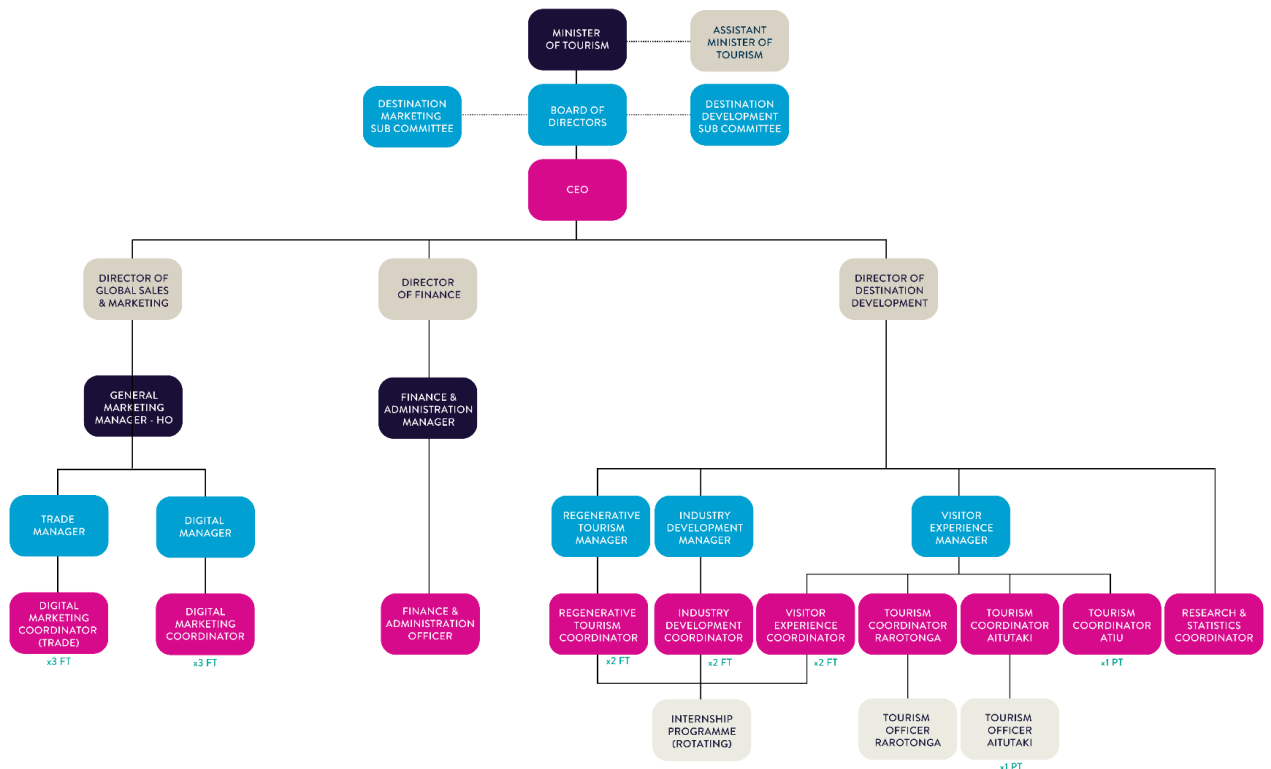 MINISTER
OF TOURISM
ASSISTANT
MINISTER OF
TOURISM
DESTINATION
MARKETING
SUB COMMITTEE
BOARD OF
DIRECTORS
DESTINATION
DEVELOPMENT
SUB COMMITTEE
CEO
DIRECTOR OF
GLOBAL SALES
& MARKETING
DIRECTOR
OF FINANCE
DIRECTOR OF
DESTINATION
DEVELOPMENT
GENERAL
MARKETING
MANAGER - HO
FINANCE &
ADMINISTRATION
MANAGER
TRADE
MANAGER
DIGITAL
MANAGER
REGENERATIVE
TOURISM
MANAGER
INDUSTRY
DEVELOPMENT
MANAGER
VISITOR
EXPERIENCE
MANAGER
DIGITAL
MARKETING
COORDINATOR
(TRADE)
x3 FT
DIGITAL
MARKETING
COORDINATOR
x3 FT
FINANCE &
ADMINISTRATION
OFFICER
REGENERATIVE
TOURISM
COORDINATOR
x2 FT
INDUSTRY
DEVELOPMENT
COORDINATOR
x2 FT
VISITOR
EXPERIENCE
COORDINATOR
x2 FT
TOURISM
COORDINATOR
RAROTONGA
TOURISM
COORDINATOR
AITUTAKI
TOURISM
COORDINATOR
ATIU
x1 PT
RESEARCH &
STATISTICS
COORDINATOR
INTERNSHIP
PROGRAMME
(ROTATING)
TOURISM
OFFICER
RAROTONGA
TOURISM
OFFICER
AITUTAKI
x1 PT